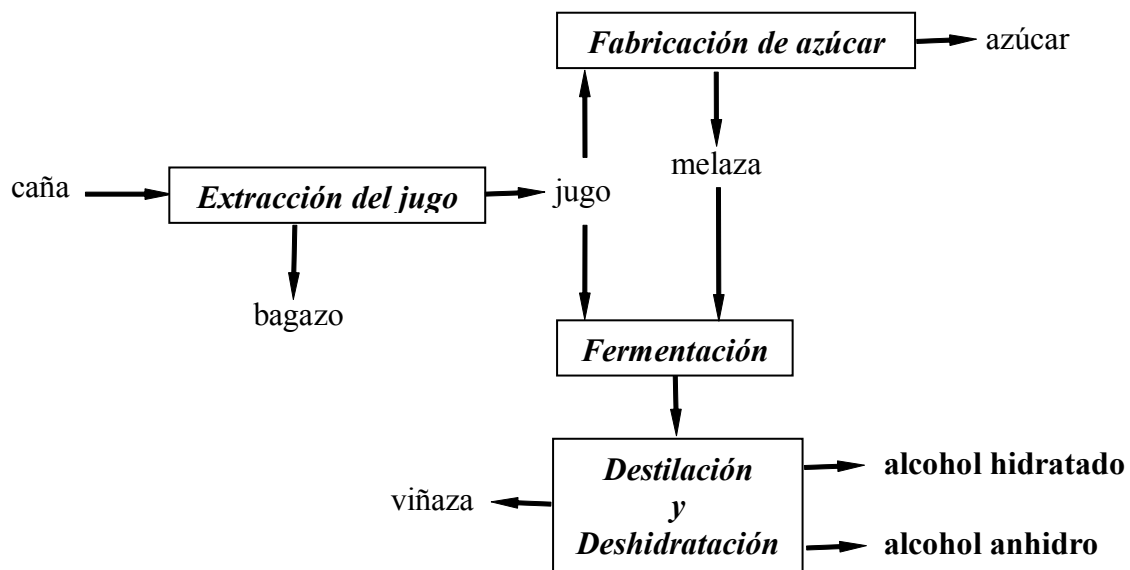 Fabricación de azúcar
azúcar
melaza
caña
Extracción del jugo
jugo
bagazo
Fermentación
Destilación
y
Deshidratación
alcohol hidratado
viñaza
alcohol anhidro